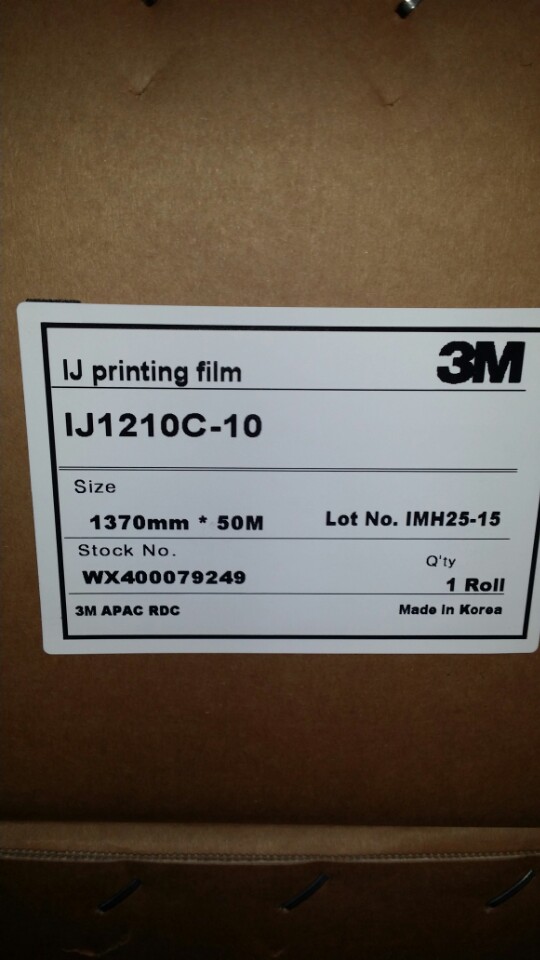 3M
IJ printing film
IJ1210C-10
Size
1370mm * 50M Lot No. IMH25-15
Stock No. Q'ty
WX400079249 1 Roll
3M APAC RDC Made in Korea